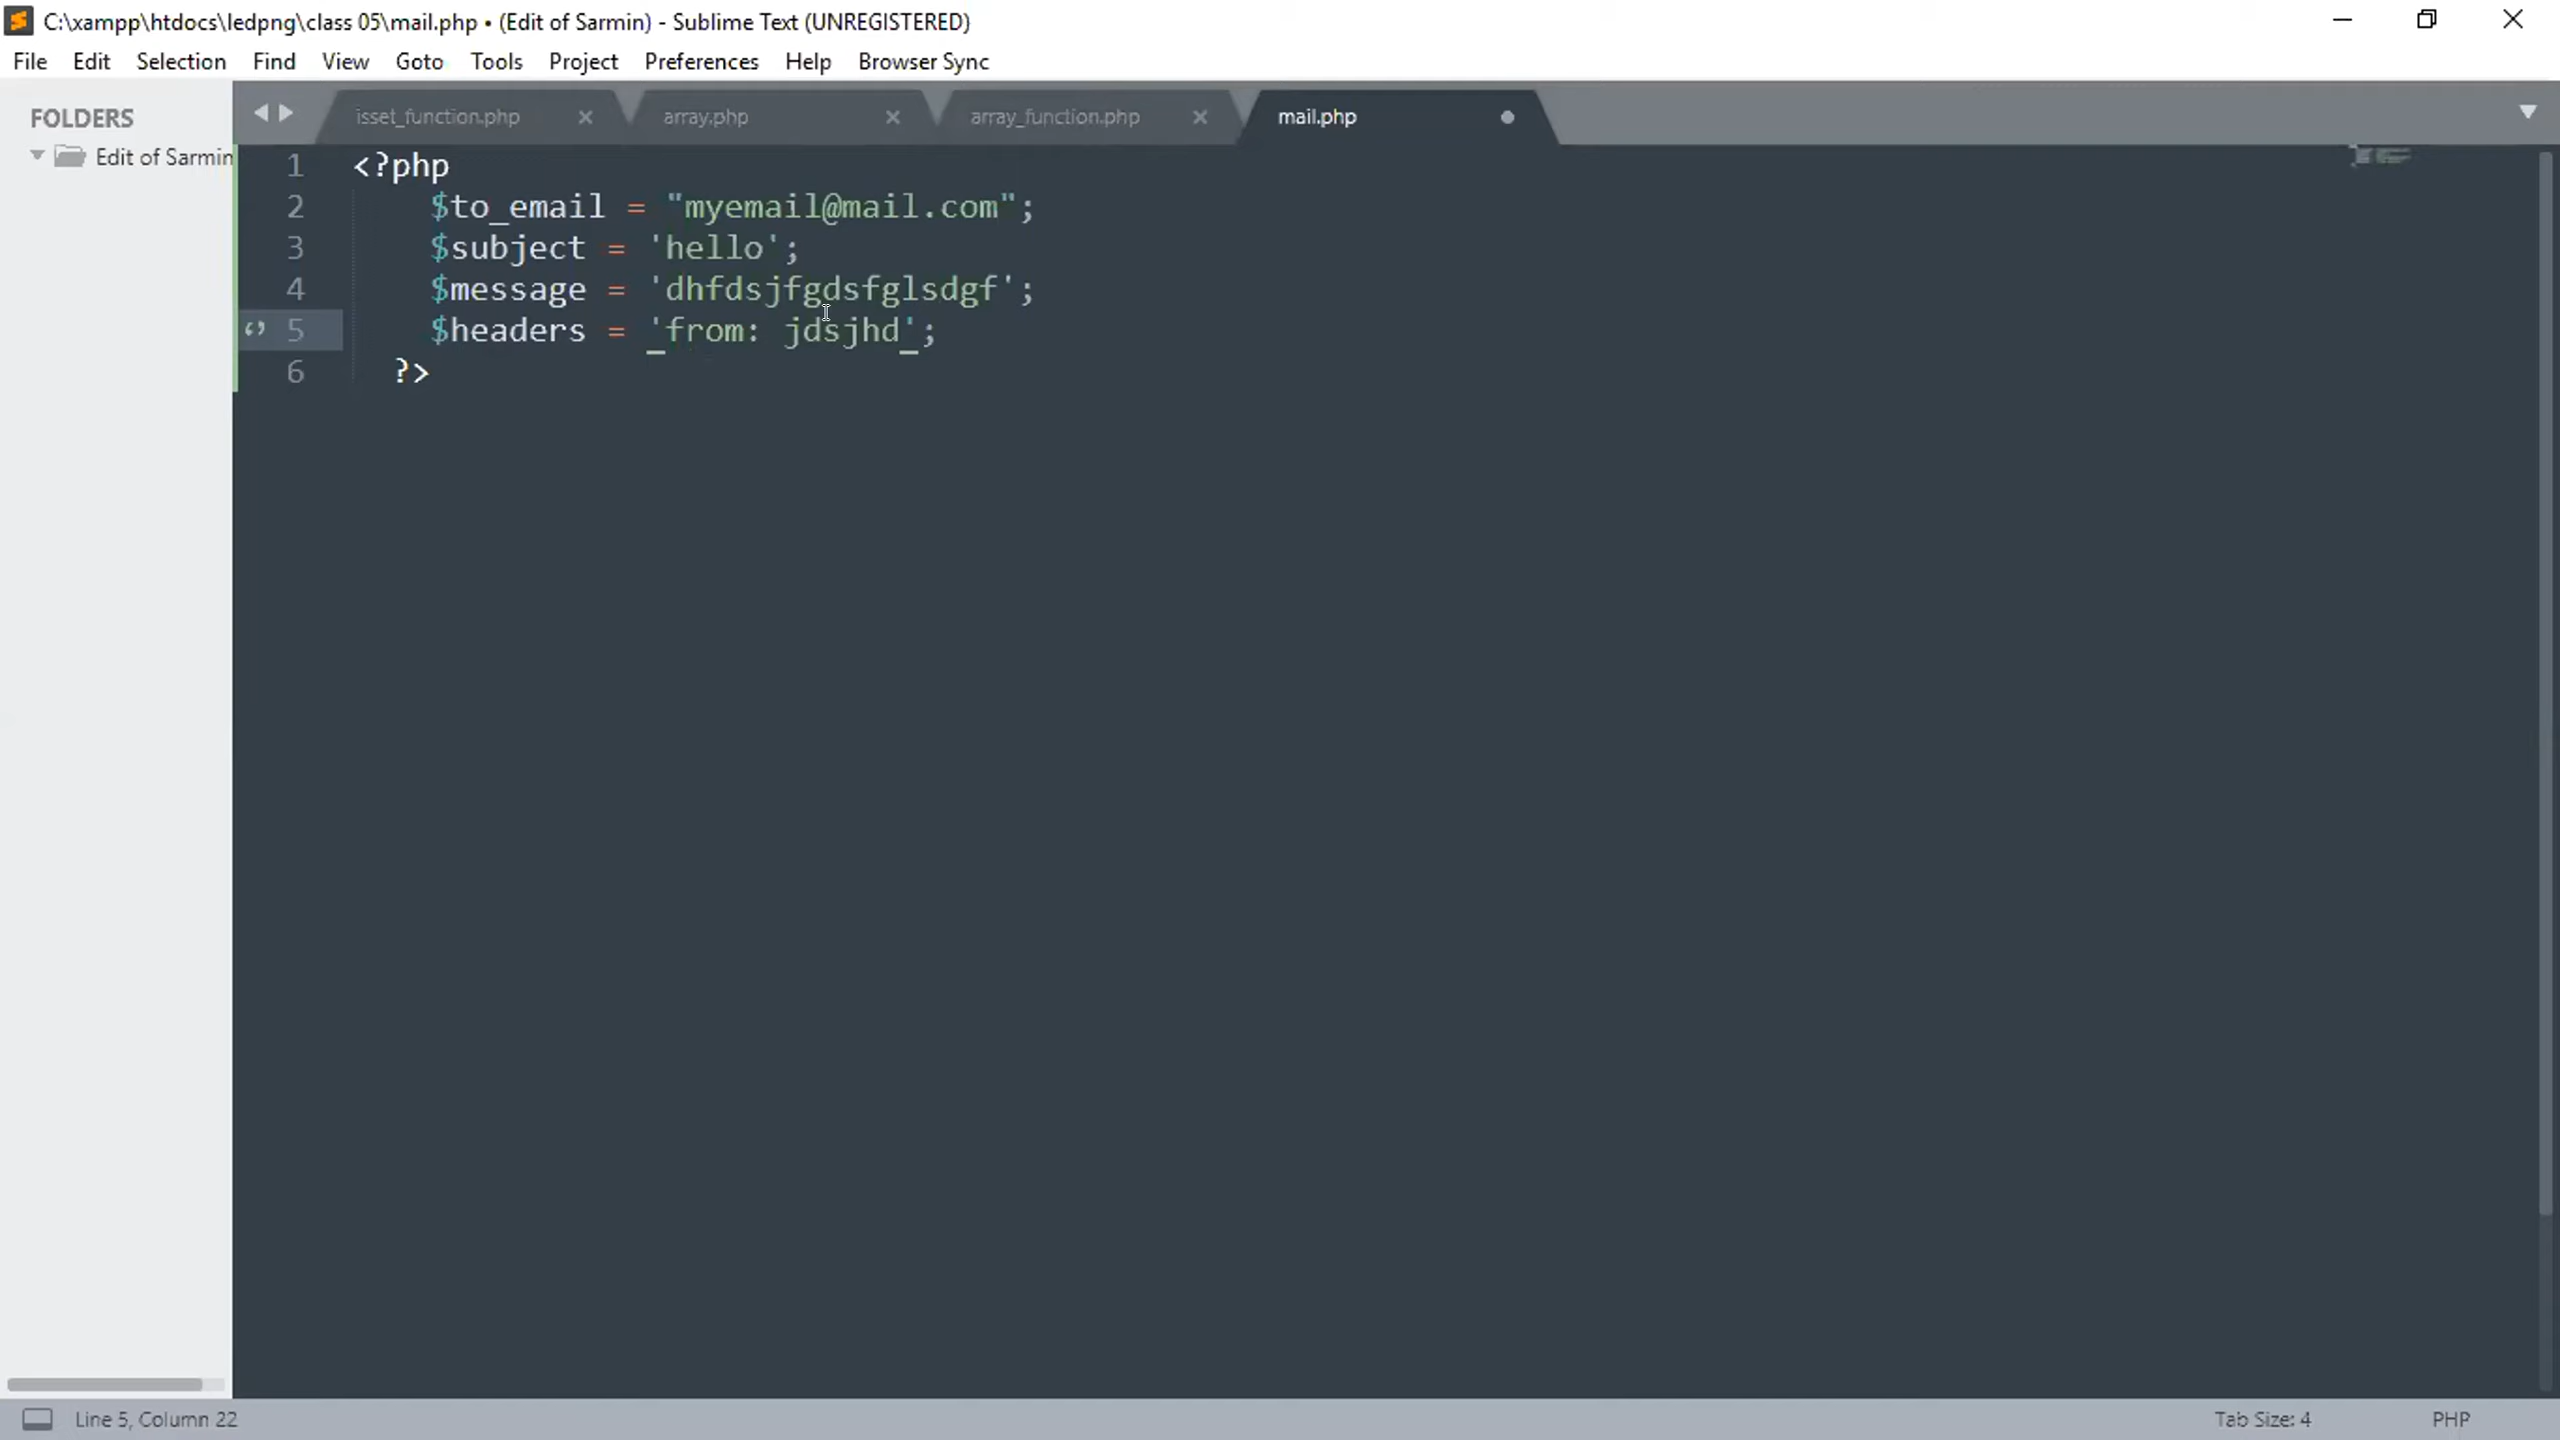 C:\xampp\htdocs\ledpng\class 05\mail.php • (Edit of Sarmin) - Sublime Text (UNREGISTERED)
File Edit Selection Find View Goto Tools Project Preferences Help Browser Sync
FOLDERS
Edit of Sarmin
isset_function.php array.php array_function.php mail.php
1 <?php
2 $to_email = "myemail@mail.com";
3 $subject = 'hello';
4 $message = 'dhfdsjfgdsfglsdgf';
5 $headers = 'from: jdsjhd';
6 ?>
Line 5, Column 22 Tab Size: 4 PHP